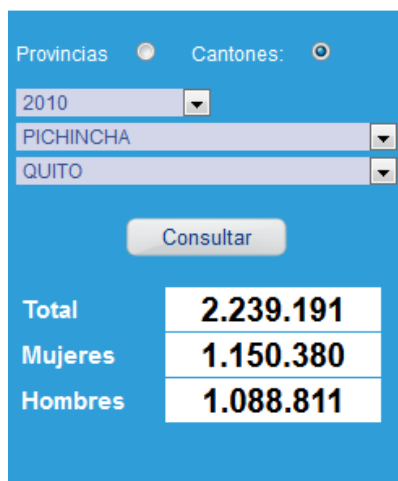 Provincias Cantones:
2010
PICHINCHA
QUITO
Consultar
Total 2.239.191
Mujeres 1.150.380
Hombres 1.088.811